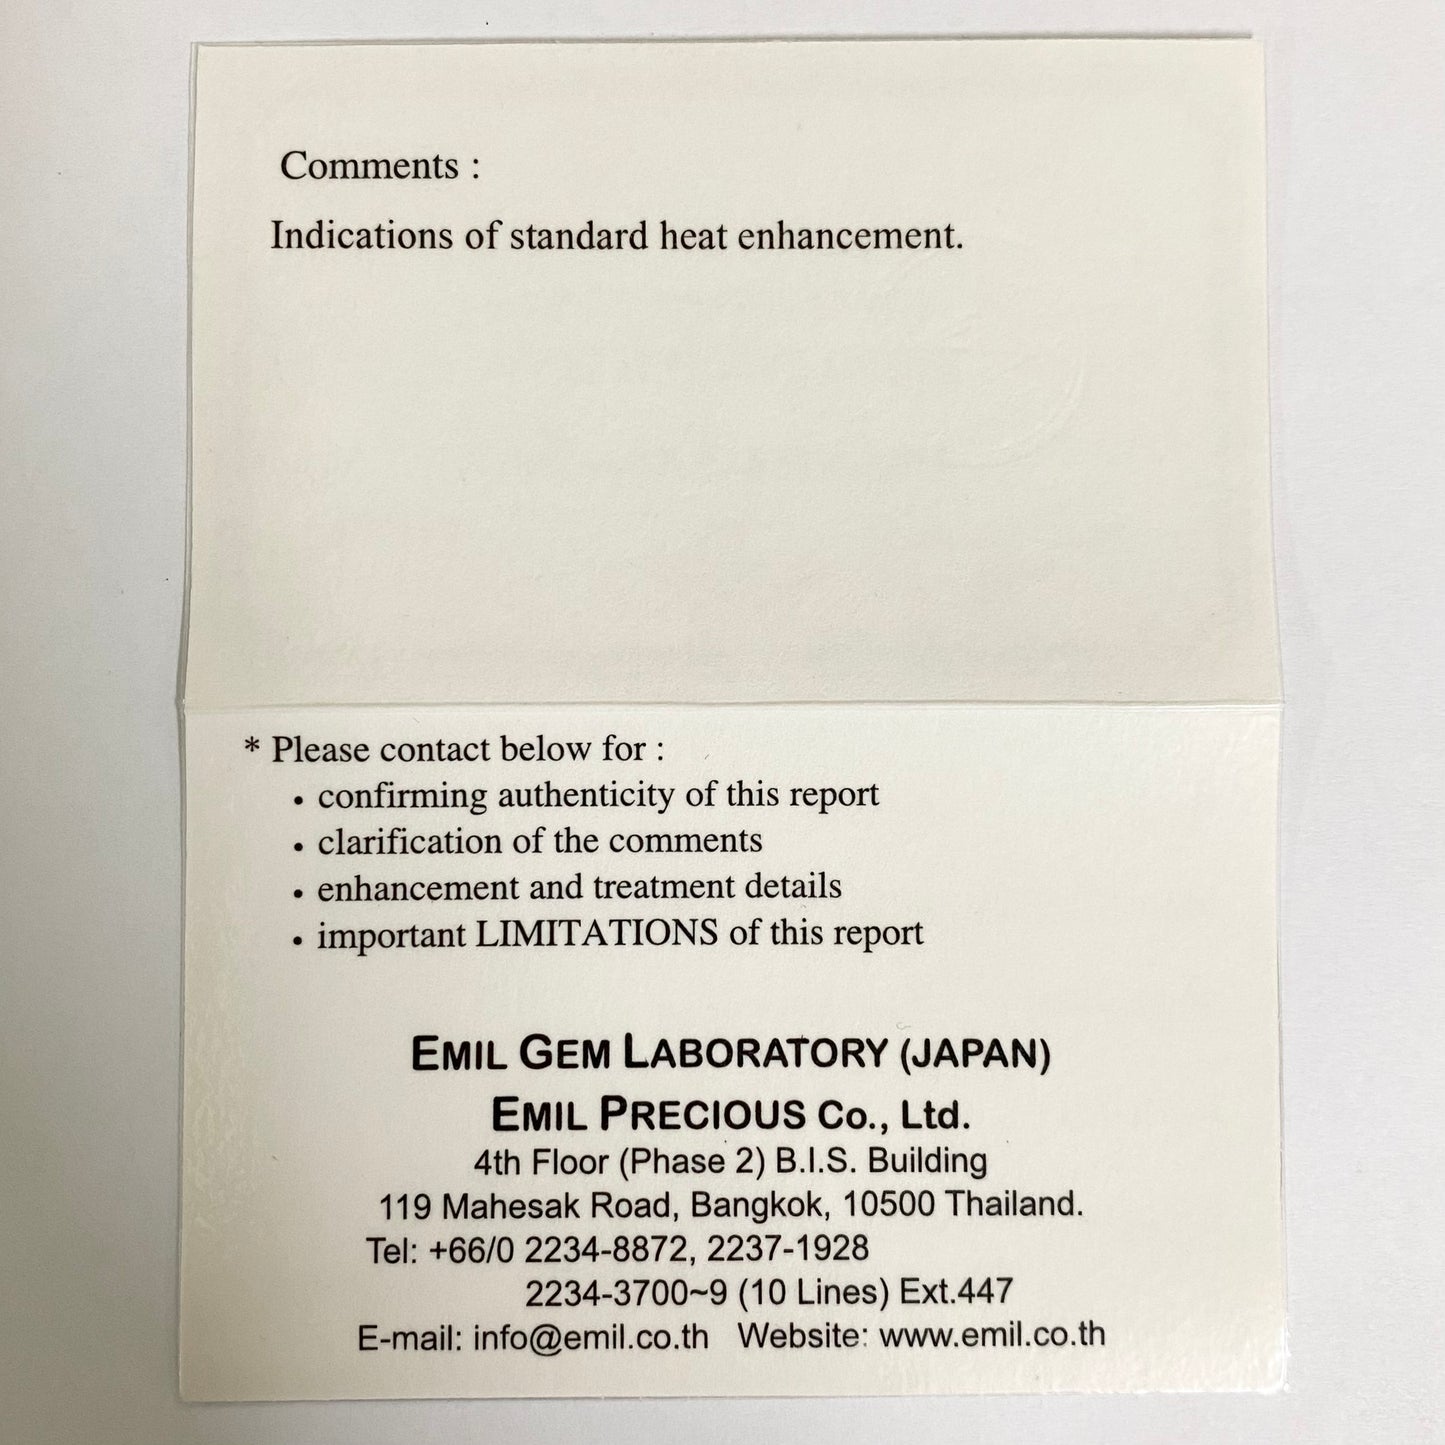 Comments :
Indications of standard heat enhancement.
* Please contact below for :
• confirming authenticity of this report
• clarification of the comments
• enhancement and treatment details
• important LIMITATIONS of this report
EMIL GEM LABORATORY (JAPAN)
EMIL PRECIOUS Co., Ltd.
4th Floor (Phase 2) B.I.S. Building
119 Mahesak Road, Bangkok, 10500 Thailand.
Tel: +66/0 2234-8872, 2237-1928
2234-3700~9 (10 Lines) Ext.447
E-mail: info@emil.co.th Website: www.emil.co.th